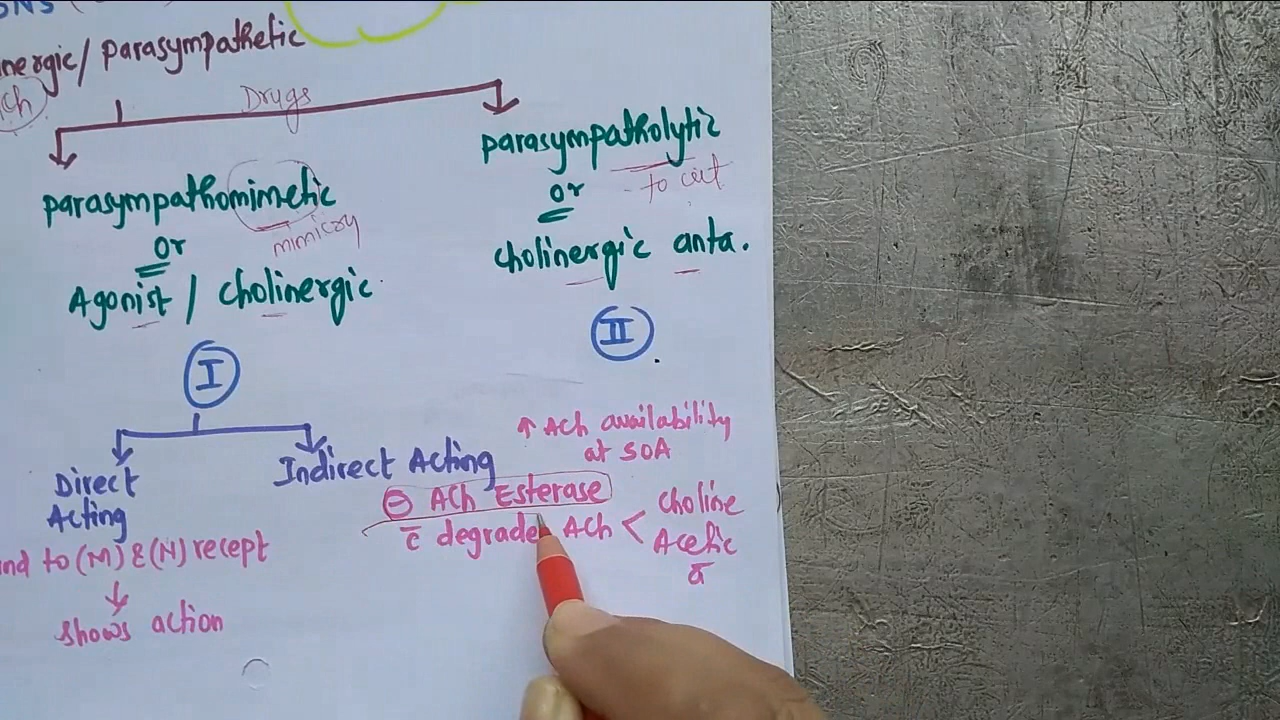 nergic/ parasympathetic
ch
Drugs
parasympathomimetic
mimicry
or
Agonist / cholinergic
I
parasympatholytic
- to cut
or
cholinergic anta.
II
Direct
Acting
nd to (M) & (N) recept
↓
shows action
Indirect Acting
↑ Ach availability
at SOA
⊖ ACh Esterase
c̄ degrades ACh < choline
Acetic